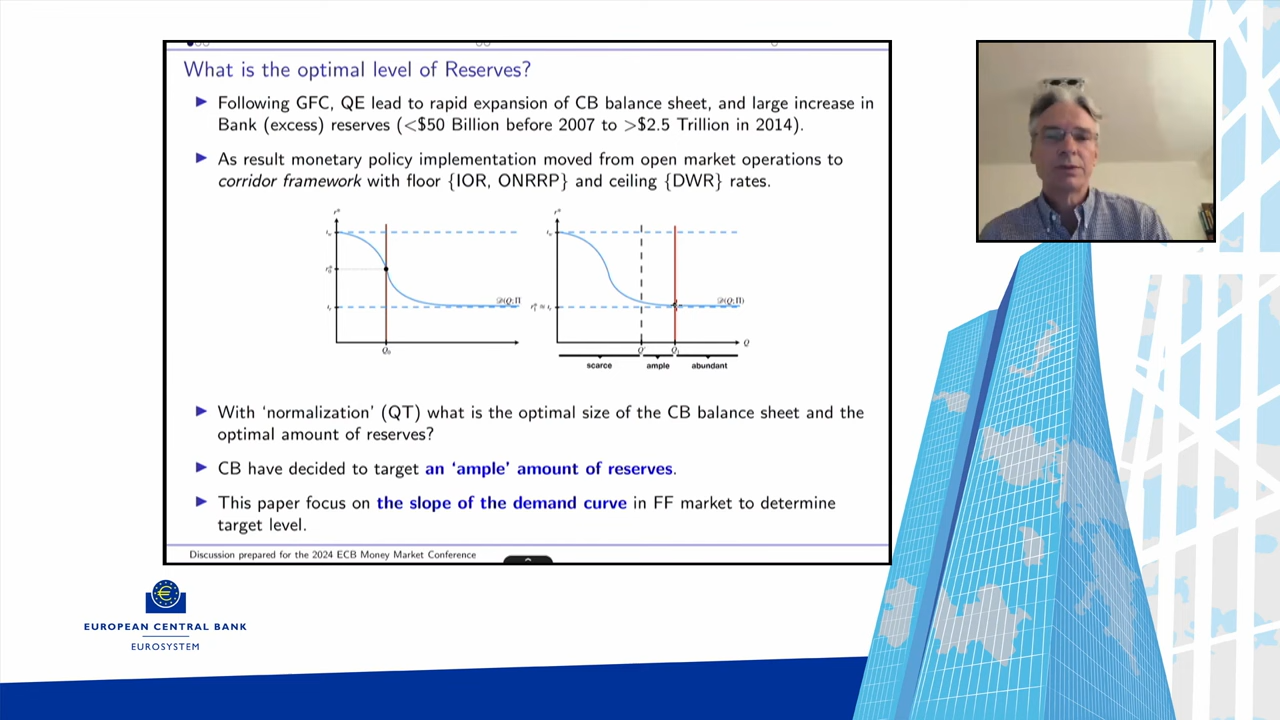 What is the optimal level of Reserves?
Following GFC, QE lead to rapid expansion of CB balance sheet, and large increase in
Bank (excess) reserves (<$50 Billion before 2007 to >$2.5 Trillion in 2014).
As result monetary policy implementation moved from open market operations to
corridor framework with floor {IOR, ONRRP} and ceiling {DWR} rates.
Q
scarce
ample
abundant
With ‘normalization’ (QT) what is the optimal size of the CB balance sheet and the
optimal amount of reserves?
CB have decided to target an ‘ample’ amount of reserves.
This paper focus on the slope of the demand curve in FF market to determine
target level.
Discussion prepared for the 2024 ECB Money Market Conference
EUROPEAN CENTRAL BANK
EUROSYSTEM